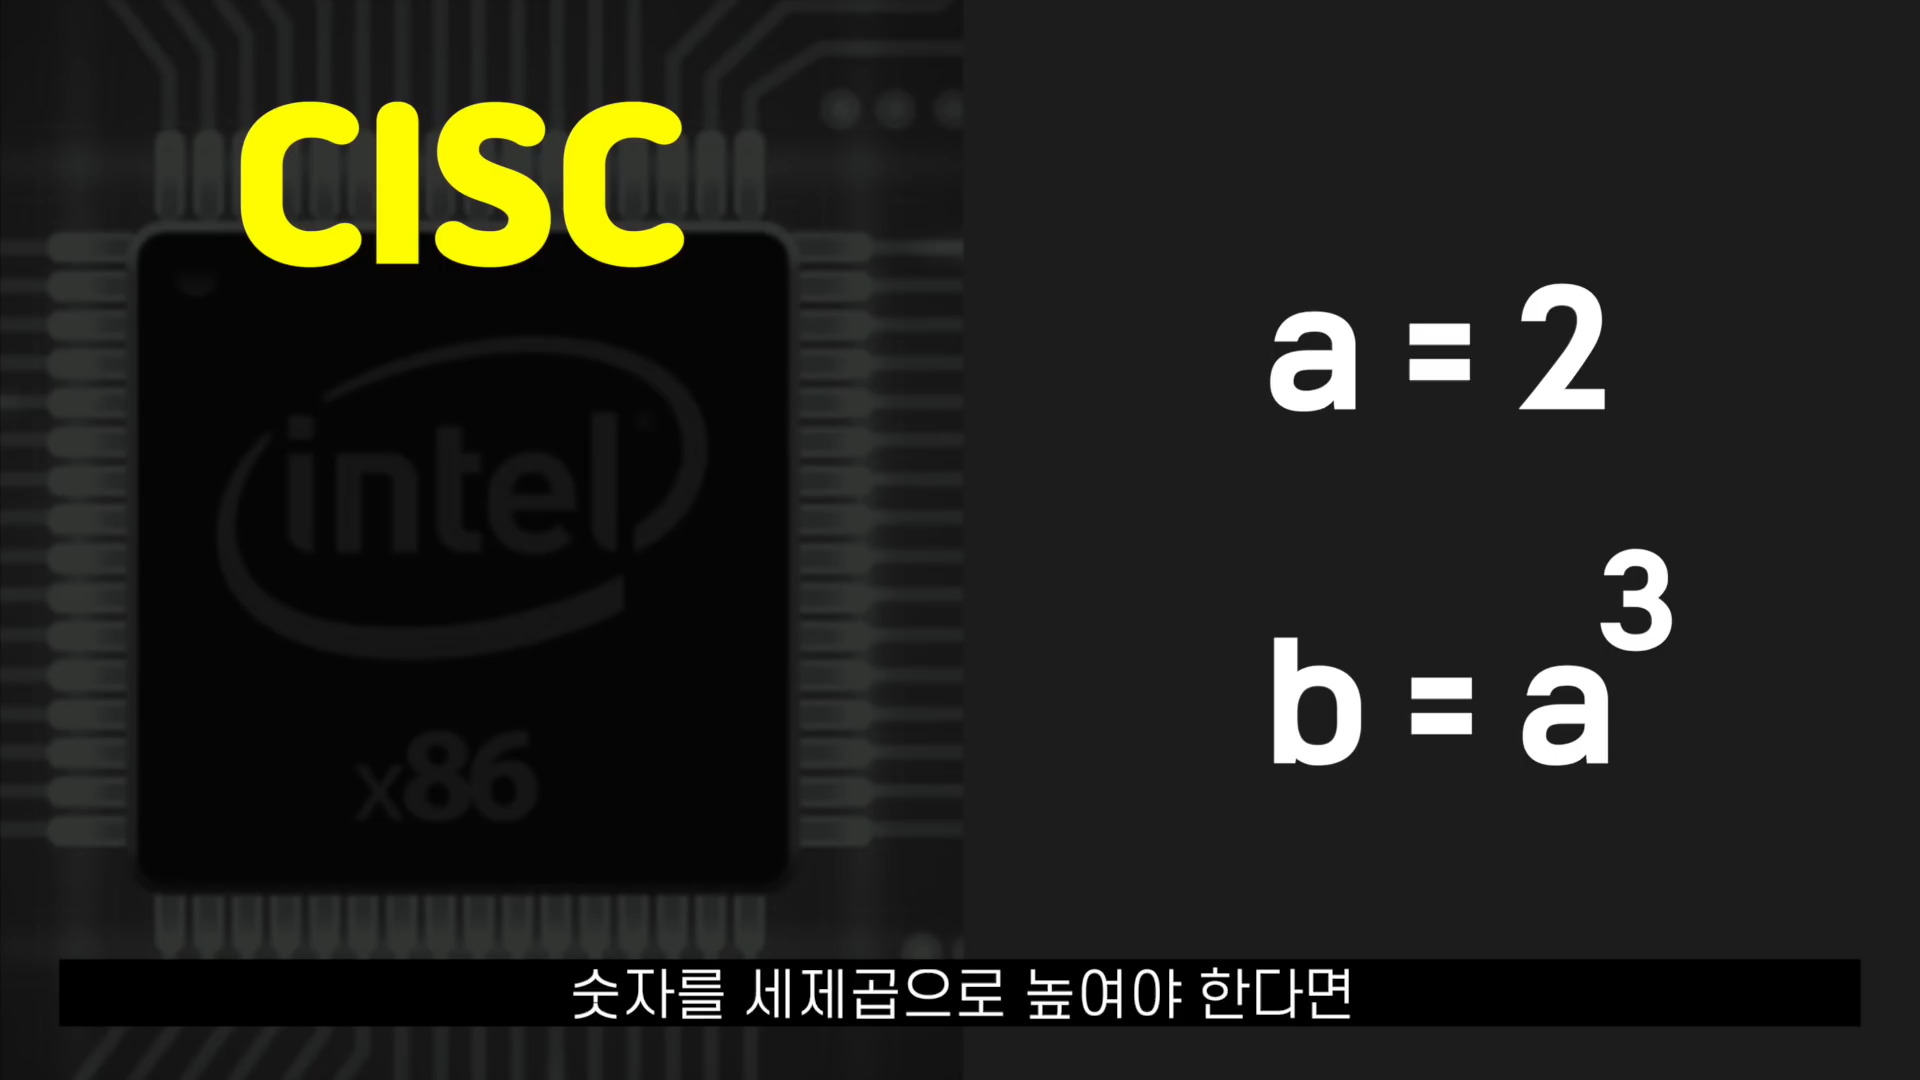 CISC
intel
x86
a = 2
b = a³
숫자를 세제곱으로 높여야 한다면